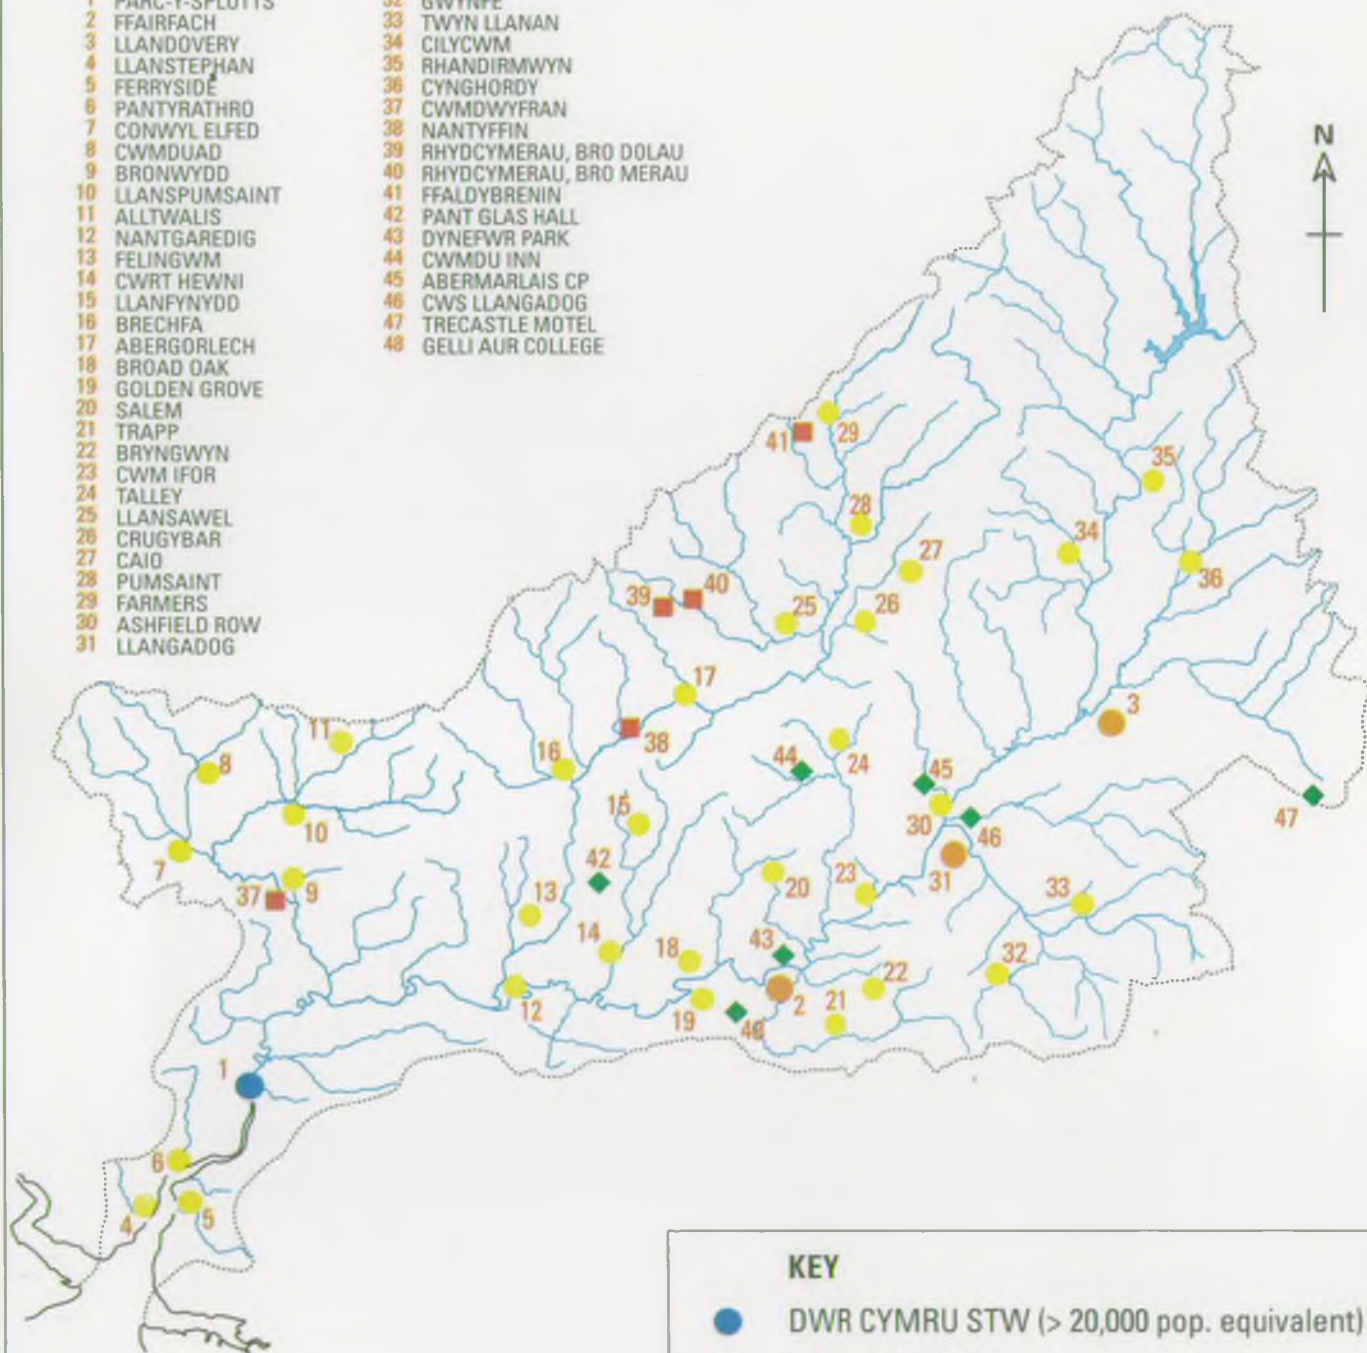 1 PARC-Y-SPLOTTS
2 FFAIRFACH
3 LLANDOVERY
4 LLANSTEPHAN
5 FERRYSIDE
6 PANTYRATHRO
7 CONWYL ELFED
8 CWMDUAD
9 BRONWYDD
10 LLANSPUMSAINT
11 ALLTWALIS
12 NANTGAREDIG
13 FELINGWM
14 CWRT HEWNI
15 LLANFYNYDD
16 BRECHFA
17 ABERGORLECH
18 BROAD OAK
19 GOLDEN GROVE
20 SALEM
21 TRAPP
22 BRYNGWYN
23 CWM IFOR
24 TALLEY
25 LLANSAWEL
26 CRUGYBAR
27 CAIO
28 PUMSAINT
29 FARMERS
30 ASHFIELD ROW
31 LLANGADOG
32 GWYNFE
33 TWYN LLANAN
34 CILYCWM
35 RHANDIRMWYN
36 CYNGHORDY
37 CWMDWYFRAN
38 NANTYFFIN
39 RHYDCYMERAU, BRO DOLAU
40 RHYDCYMERAU, BRO MERAU
41 FFALDYBRENIN
42 PANT GLAS HALL
43 DYNEFWR PARK
44 CWMDU INN
45 ABERMARLAIS CP
46 CWS LLANGADOG
47 TRECASTLE MOTEL
48 GELLI AUR COLLEGE
N
41
29
35
28
34
27
36
39
40
25
26
17
3
11
38
16
8
44
24
45
47
15
30
46
10
7
42
31
37
9
13
20
23
33
14
18
43
32
22
12
19
48
2
21
1
6
4
5
KEY
DWR CYMRU STW (> 20,000 pop. equivalent)